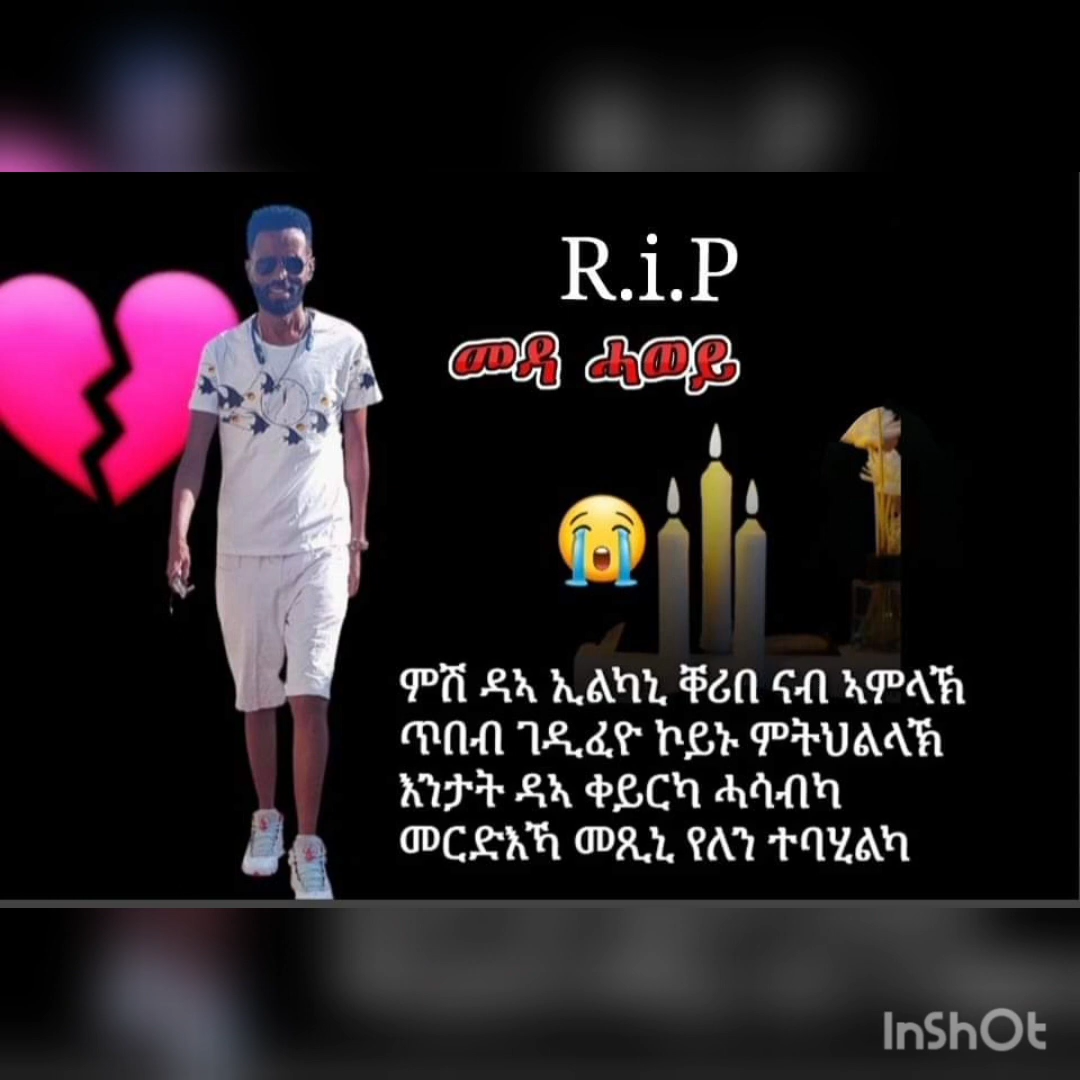 R.i.P
መዳ ሓወይ
ምሽ ዳኣ ኢልካኒ ቐሪበ ናብ ኣምላኽ
ጥበብ ገዲፈዮ ኮይኑ ምትህልላኽ
እንታት ዳኣ ቀይርካ ሓሳብካ
መርድእኻ መጺኒ የለን ተባሂልካ
InShOt